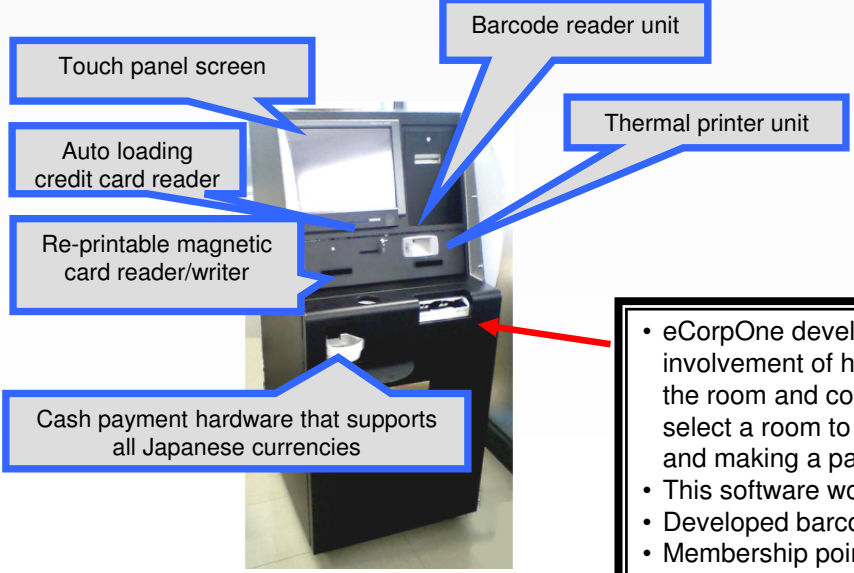 Barcode reader unit
Touch panel screen
Thermal printer unit
Auto loading
credit card reader
Re-printable magnetic
card reader/writer
Cash payment hardware that supports
all Japanese currencies
• eCorpOne devel
involvement of h
the room and co
select a room to
and making a pa
• This software wo
• Developed barco
• Membership poin